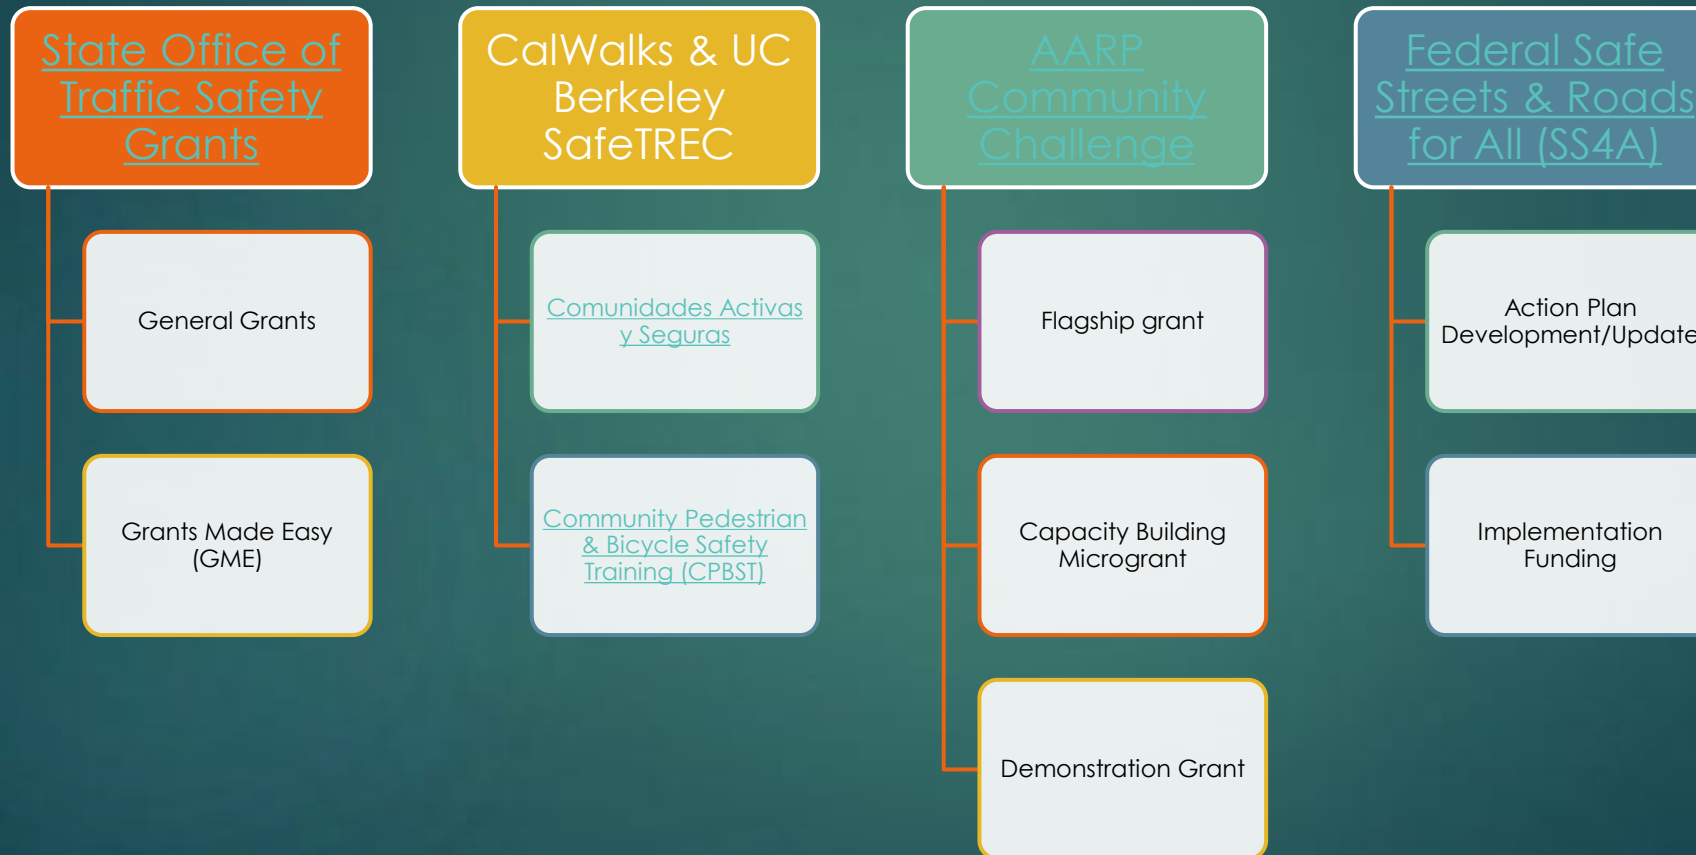 State Office of
Traffic Safety
Grants
General Grants
Grants Made Easy
(GME)
CalWalks & UC
Berkeley
SafeTREC
Comunidades Activas
y Seguras
Community Pedestrian
& Bicycle Safety
Training (CPBST)
AARP
Community
Challenge
Flagship grant
Capacity Building
Microgrant
Demonstration Grant
Federal Safe
Streets & Roads
for All (SS4A)
Action Plan
Development/Update
Implementation
Funding